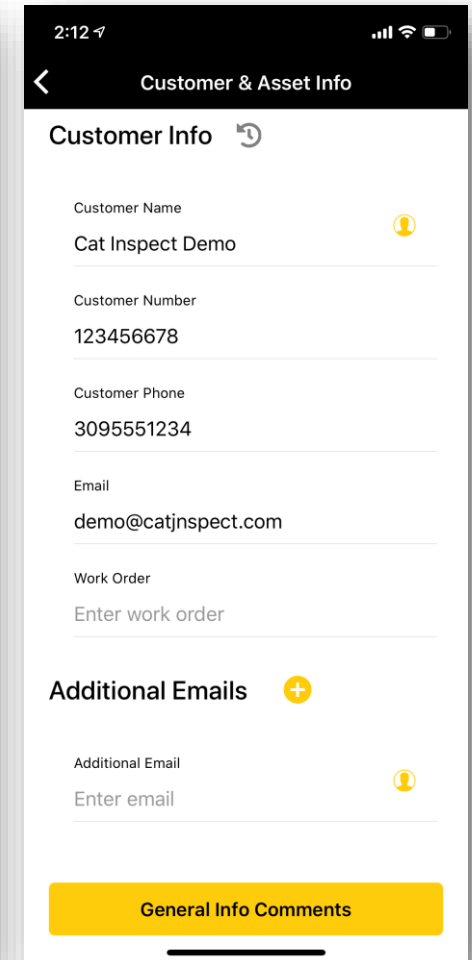 2:12
Customer & Asset Info
Customer Info
Customer Name
Cat Inspect Demo
Customer Number
123456678
Customer Phone
3095551234
Email
demo@catjnspect.com
Work Order
Enter work order
Additional Emails
Additional Email
Enter email
General Info Comments